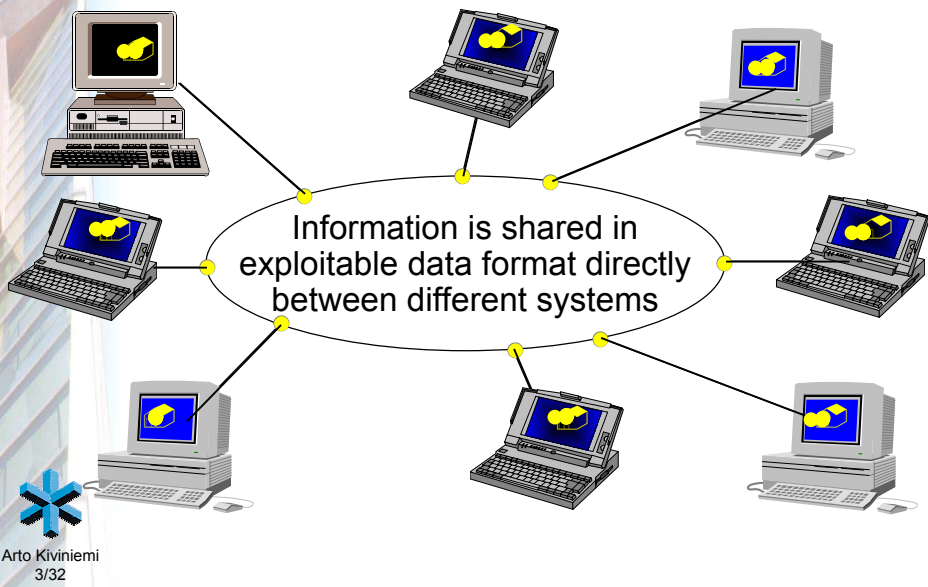 Information is shared in
exploitable data format directly
between different systems
Arto Kiviniemi
3/32